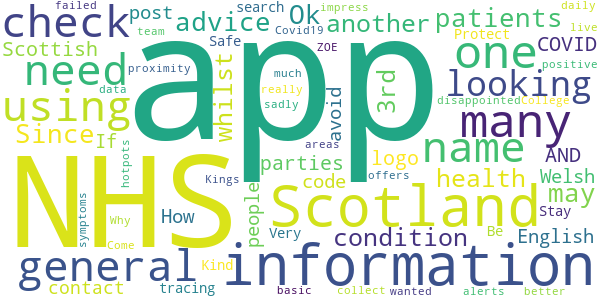 failed impress daily
check post search Ok another Protect
advice Covid19 patients live
Scottish team Safe one COVID
need proximity whilst app 3rd ZOE positive
using data much avoid looking
really disappointed College
Since If sadly many
hotpots areas AND
NHS parties logo name
code health Welsh
symptoms How Kings people offers Scotland may
Why Very condition Stay
Come Kind Be English
general information
contact tracing basic collect wanted alerts better